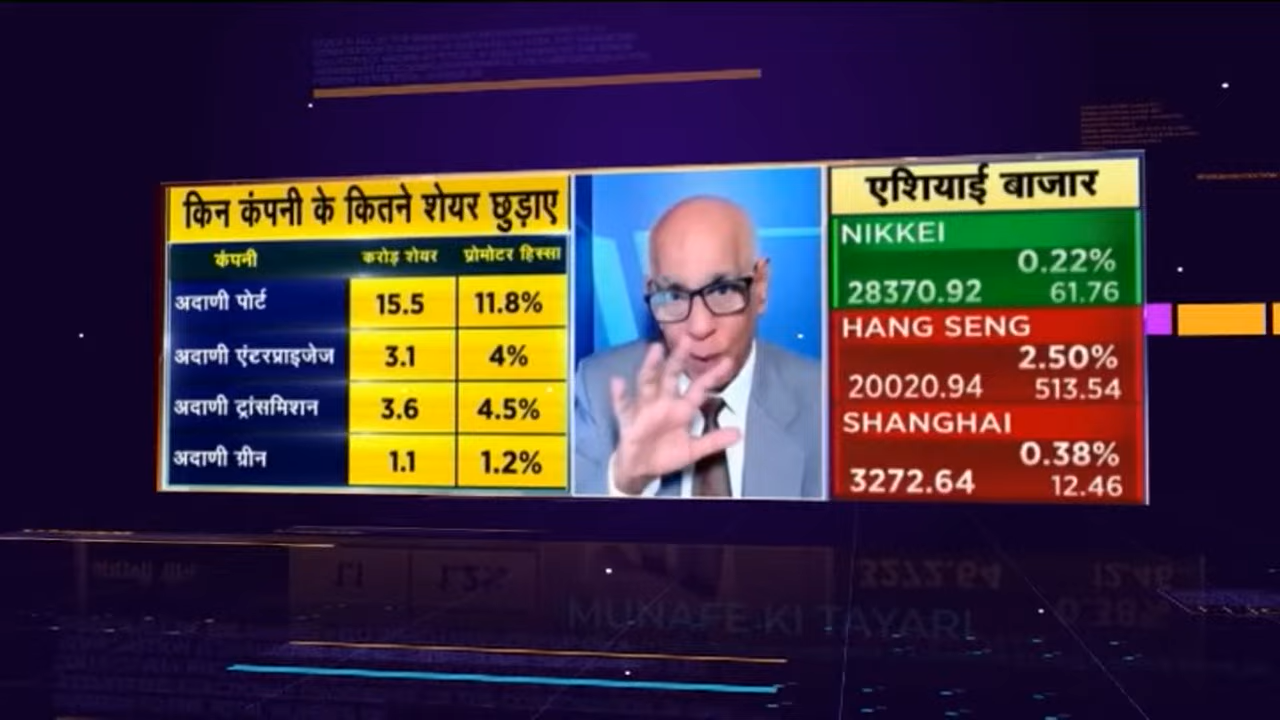 किन कंपनी के कितने शेयर छुड़ाए
कंपनी करोड़ शेयर प्रोमोटर हिस्सा
अदाणी पोर्ट 15.5 11.8%
अदाणी एंटरप्राइजेज 3.1 4%
अदाणी ट्रांसमिशन 3.6 4.5%
अदाणी ग्रीन 1.1 1.2%
एशियाई बाजार
NIKKEI
0.22%
28370.92 61.76
HANG SENG
2.50%
20020.94 513.54
SHANGHAI
0.38%
3272.64 12.46
MUNAFE KI TAYARI